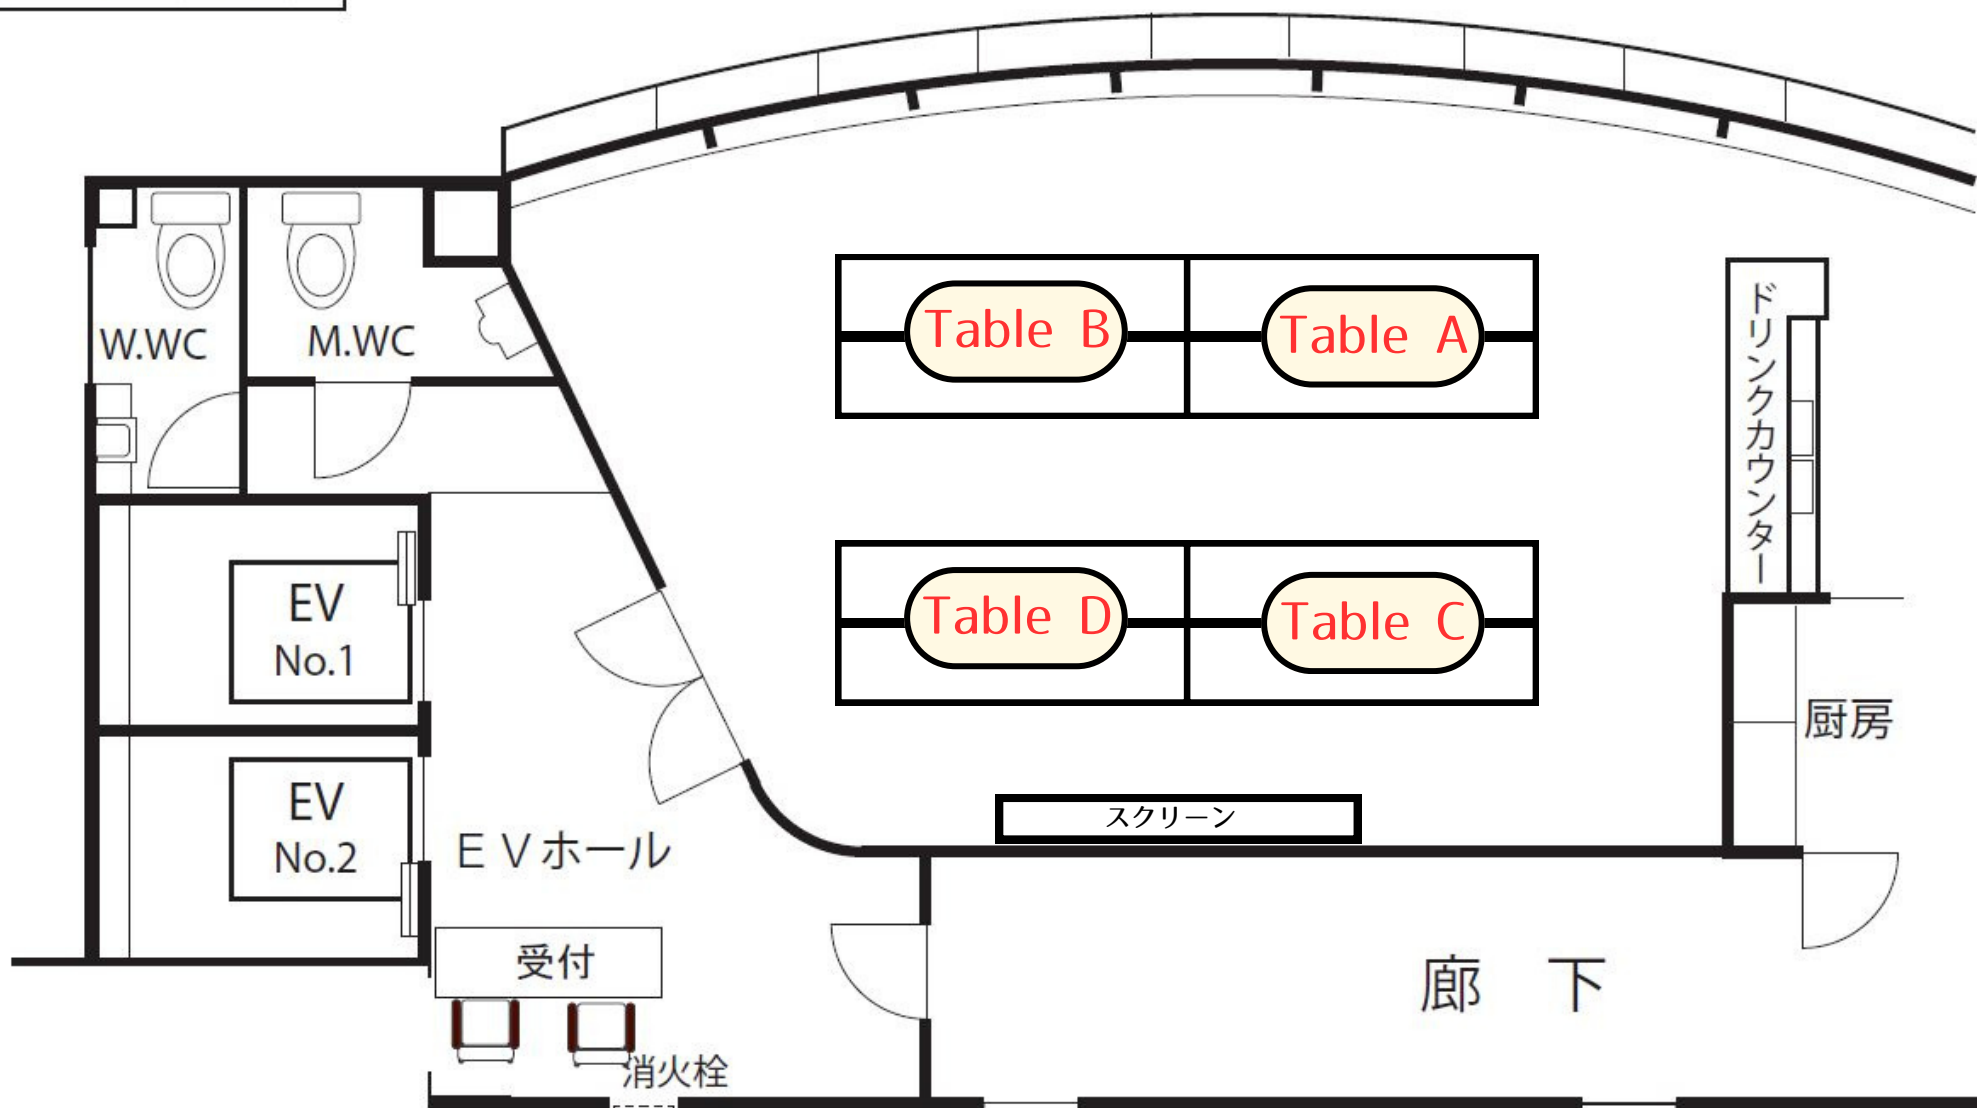 W.WC
M.WC
Table B
Table A
ドリンクカウンター
EV
No.1
Table D
Table C
厨房
EV
No.2
EVホール
スクリーン
受付
廊 下
消火栓